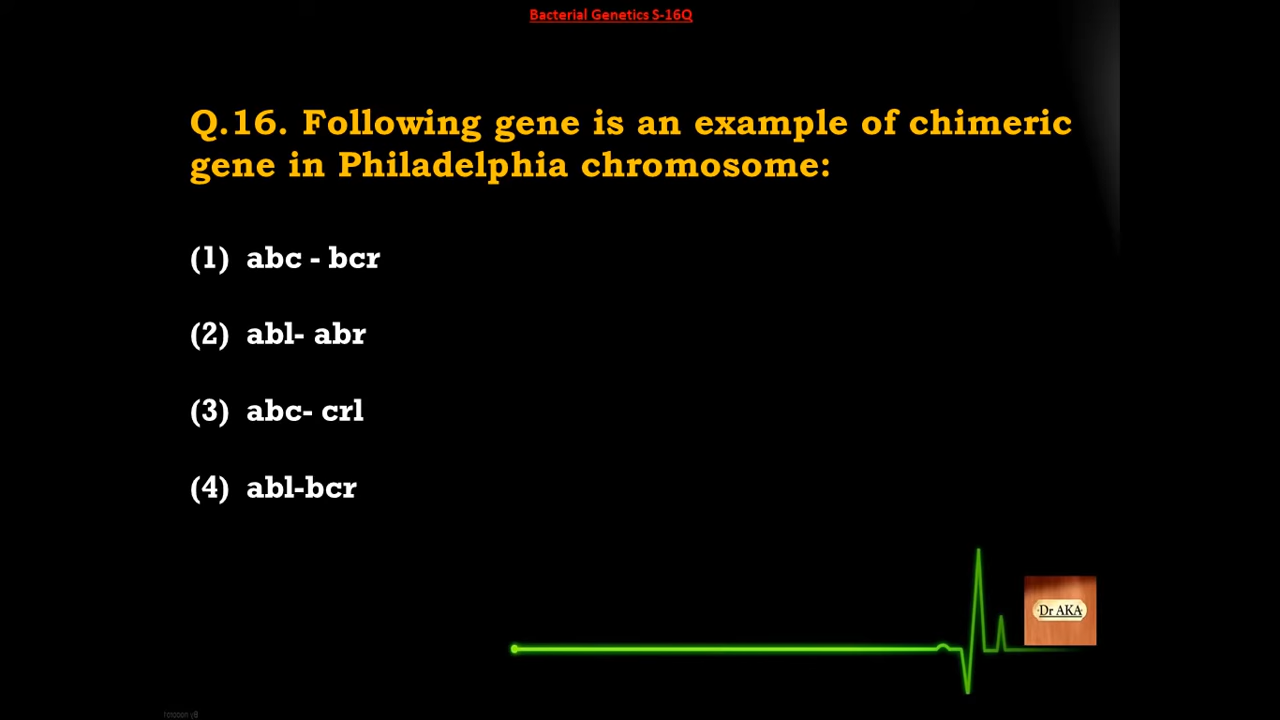 Bacterial Genetics S-16Q
Q.16. Following gene is an example of chimeric
gene in Philadelphia chromosome:
(1) abc - bcr
(2) abl- abr
(3) abc- crl
(4) abl-bcr
Dr AKA